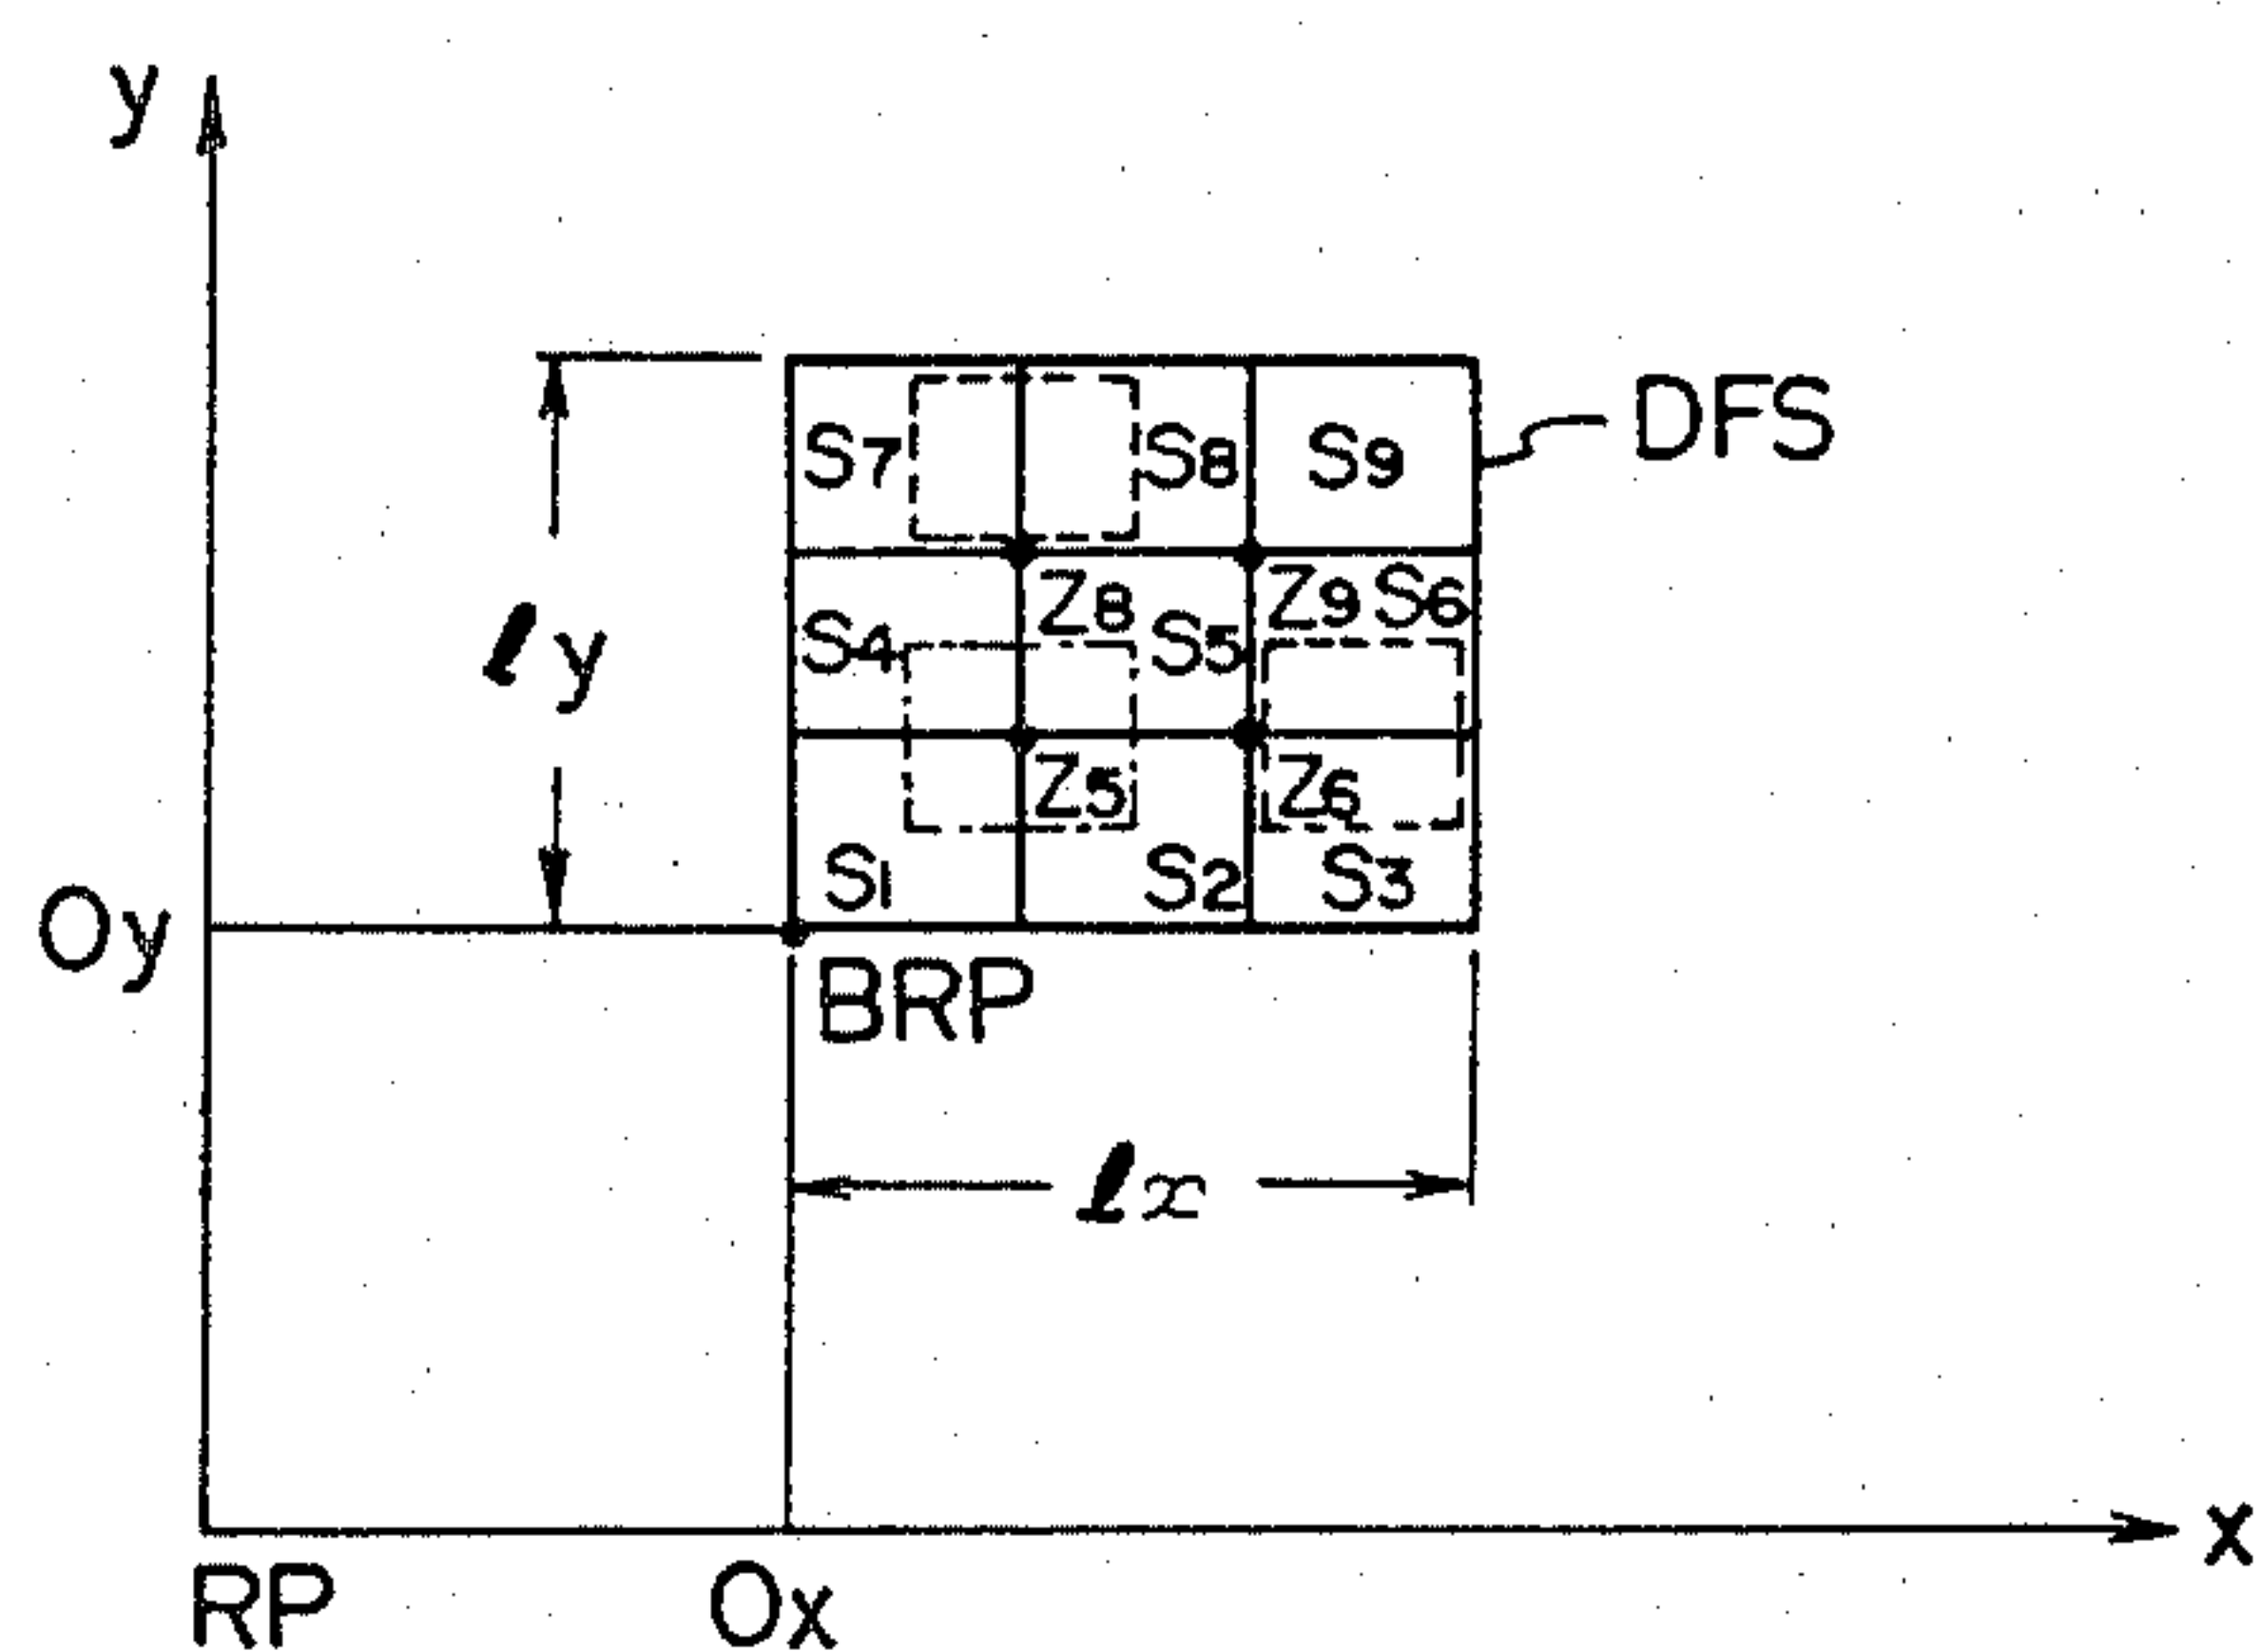 y
S7 S8 S9 DFS
Z8 Z9 S6
S4 S5
ly
Z5 Z6
S1 S2 S3
Oy
BRP
lx
x
RP Ox